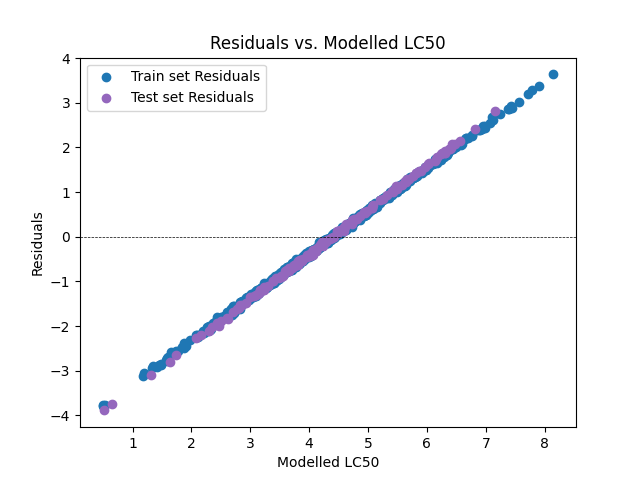 Residuals vs. Modelled LC50
Train set Residuals
Test set Residuals
4
3
2
1
0
−1
−2
−3
−4
Residuals
1 2 3 4 5 6 7 8
Modelled LC50